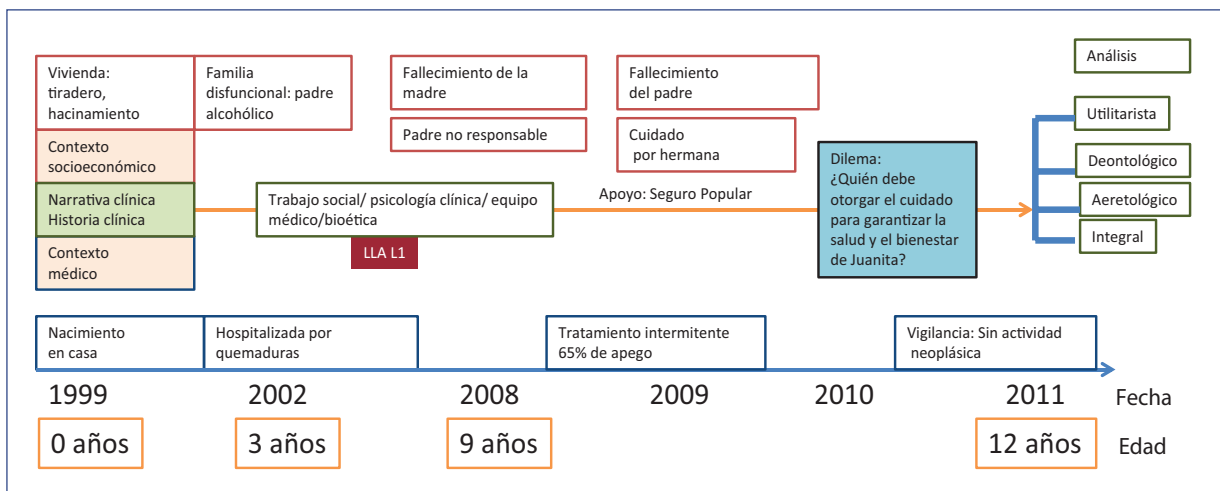 Vivienda:
tiradero,
hacinamiento
Familia
disfuncional: padre
alcohólico
Fallecimiento de la
madre
Padre no responsable
Fallecimiento
del padre
Cuidado
por hermana
Contexto
socioeconómico
Narrativa clínica
Historia clínica
Contexto
médico
Trabajo social/ psicología clínica/ equipo
médico/bioética
LLA L1
Apoyo: Seguro Popular
Dilema:
¿Quién debe
otorgar el cuidado
para garantizar la
salud y el bienestar
de Juanita?
Análisis
Utilitarista
Deontológico
Aeretológico
Integral
Nacimiento
en casa
Hospitalizada por
quemaduras
Tratamiento intermitente
65% de apego
Vigilancia: Sin actividad
neoplásica
1999 2002 2008 2009 2010 2011 Fecha
0 años 3 años 9 años 12 años Edad